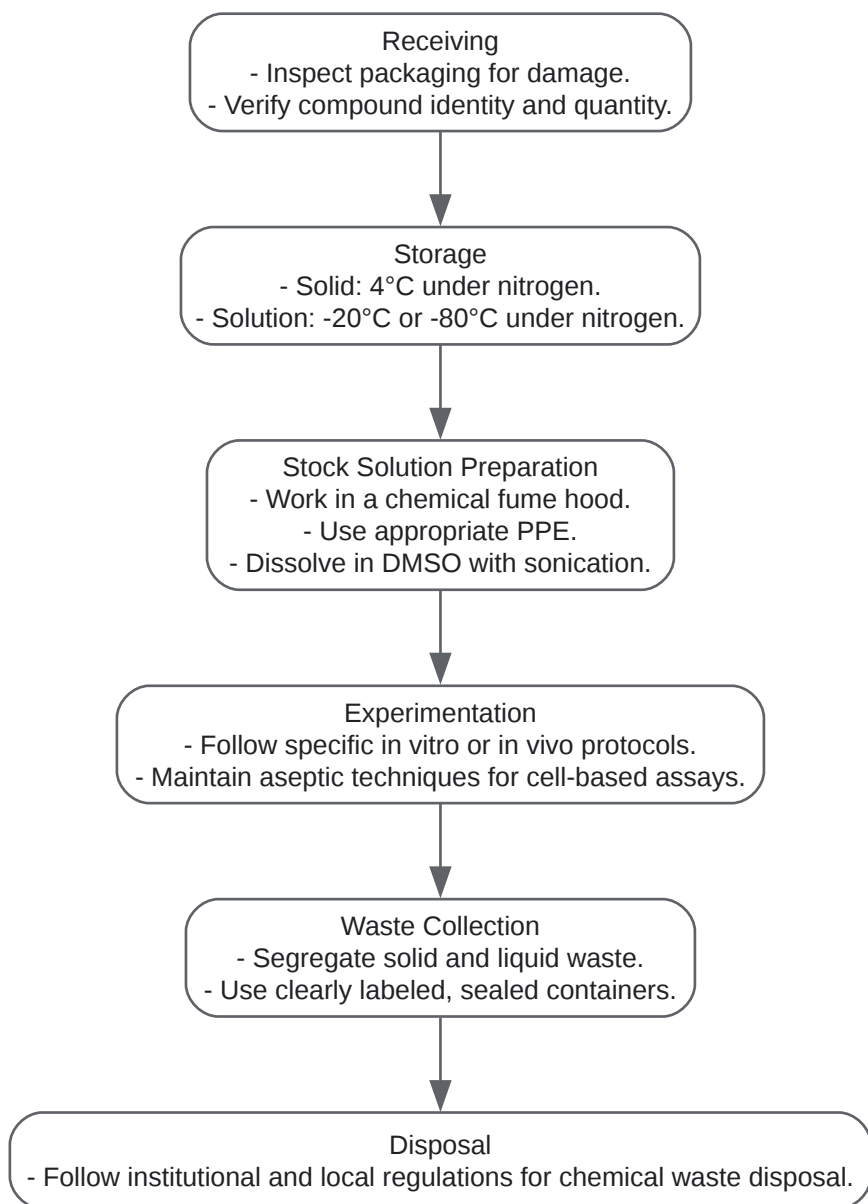 Receiving
- Inspect packaging for damage.
- Verify compound identity and quantity.
Storage
- Solid: 4°C under nitrogen.
- Solution: -20°C or -80°C under nitrogen.
Stock Solution Preparation
- Work in a chemical fume hood.
- Use appropriate PPE.
- Dissolve in DMSO with sonication.
Experimentation
- Follow specific in vitro or in vivo protocols.
- Maintain aseptic techniques for cell-based assays.
Waste Collection
- Segregate solid and liquid waste.
- Use clearly labeled, sealed containers.
Disposal
- Follow institutional and local regulations for chemical waste disposal.